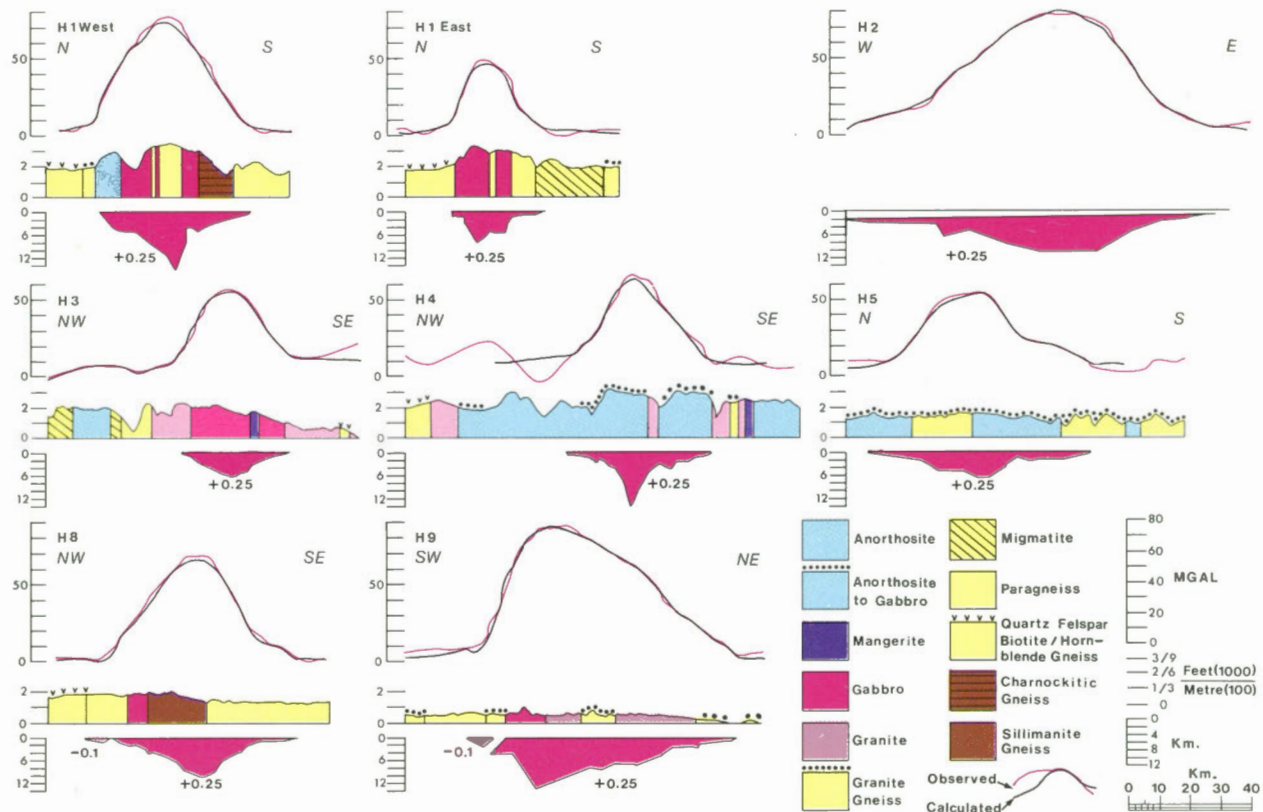 H1 West
N S
50
0
2
0
0
6
12
+0.25
H1 East
N S
50
0
2
0
0
6
12
+0.25
H2
W E
50
0
0
6
12
+0.25
H3
NW SE
50
0
2
0
0
6
12
+0.25
H4
NW SE
50
0
2
0
0
6
12
+0.25
H5
N S
50
0
2
0
0
6
12
+0.25
H8
NW SE
50
0
2
0
0
6
12
-0.1
+0.25
H9
SW NE
50
0
2
0
0
6
12
-0.1
+0.25
Anorthosite
Anorthosite
to Gabbro
Mangerite
Gabbro
Granite
Granite
Gneiss
Migmatite
Paragneiss
Quartz Felspar
Biotite/Horn-
blende Gneiss
Charnockitic
Gneiss
Sillimanite
Gneiss
Observed
Calculated
80
60
40 MGAL
20
0
3/9
2/6 Feet(1000)
1/3 Metre(100)
0
0
4
8 Km.
12
Km.
0 10 20 30 40